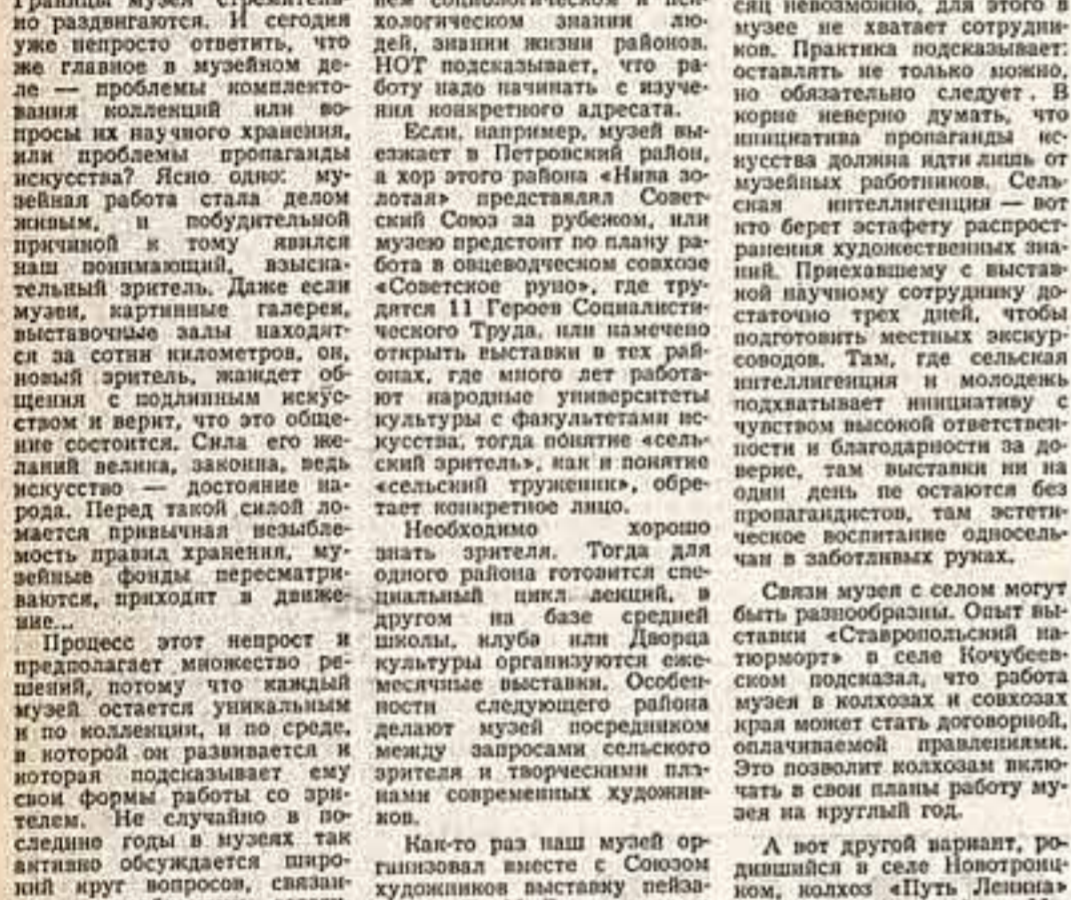 Границы музея стремитель-
но раздвигаются. И сегодня
уже непросто ответить, что
же главное в музейном де-
ле — проблемы комплекто-
вания коллекций или во-
просы их научного хранения,
или проблемы пропаганды
искусства? Ясно одно: му-
зейная работа стала делом
живым, и побудительной
причиной к тому явился
наш понимающий, взыска-
тельный зритель. Даже если
музеи, картинные галереи,
выставочные залы находят-
ся за сотни километров, он,
новый зритель, жаждет об-
щения с подлинным искус-
ством и верит, что это обще-
ние состоится. Сила его же-
ланий велика, законна, ведь
искусство — достояние на-
рода. Перед такой силой ло-
мается привычная незыбле-
мость правил хранения, му-
зейные фонды пересматри-
ваются, приходят в движе-
ние...
Процесс этот непрост и
предполагает множество ре-
шений, потому что каждый
музей остается уникальным
и по коллекции, и по среде,
в которой он развивается и
которая подсказывает ему
свои формы работы со зри-
телем. Не случайно в по-
следние годы в музеях так
активно обсуждается широ-
кий круг вопросов, связан-
нем социологическом и пси-
хологическом знании лю-
дей, знании жизни районов.
НОТ подсказывает, что ра-
боту надо начинать с изуче-
ния конкретного адресата.
Если, например, музей вы-
езжает в Петровский район,
а хор этого района «Нива зо-
лотая» представлял Совет-
ский Союз за рубежом, или
музею предстоит по плану ра-
бота в овцеводческом совхозе
«Советское руно», где тру-
дятся 11 Героев Социалисти-
ческого Труда, или намечено
открыть выставки в тех рай-
онах, где много лет работа-
ют народные университеты
культуры с факультетами ис-
кусства, тогда понятие «сель-
ский зритель», как и понятие
«сельский труженик», обре-
тает конкретное лицо.
Необходимо хорошо
знать зрителя. Тогда для
одного района готовится спе-
циальный цикл лекций, в
другом на базе средней
школы, клуба или Дворца
культуры организуются еже-
месячные выставки. Особен-
ности следующего района
делают музей посредником
между запросами сельского
зрителя и творческими пла-
нами современных художни-
ков.
Как-то раз наш музей ор-
ганизовал вместе с Союзом
художников выставку пейза-
сяц невозможно, для этого в
музее не хватает сотрудни-
ков. Практика подсказывает:
оставлять не только можно,
но обязательно следует. В
корне неверно думать, что
инициатива пропаганды ис-
кусства должна идти лишь от
музейных работников. Сель-
ская интеллигенция — вот
кто берет эстафету распрост-
ранения художественных зна-
ний. Приехавшему с выстав-
кой научному сотруднику до-
статочно трех дней, чтобы
подготовить местных экскур-
соводов. Там, где сельская
интеллигенция и молодежь
подхватывает инициативу с
чувством высокой ответствен-
ности и благодарности за до-
верие, там выставки ни на
один день не остаются без
пропагандистов, там эстети-
ческое воспитание односель-
чан в заботливых руках.
Связи музея с селом могут
быть разнообразны. Опыт вы-
ставки «Ставропольский на-
тюрморт» в селе Кочубеев-
ском подсказал, что работа
музея в колхозах и совхозах
края может стать договорной,
оплачиваемой правлениями.
Это позволит колхозам вклю-
чать в свои планы работу му-
зея на круглый год.
А вот другой вариант, ро-
дившийся в селе Новотроиц-
ком, колхоз «Путь Ленина»